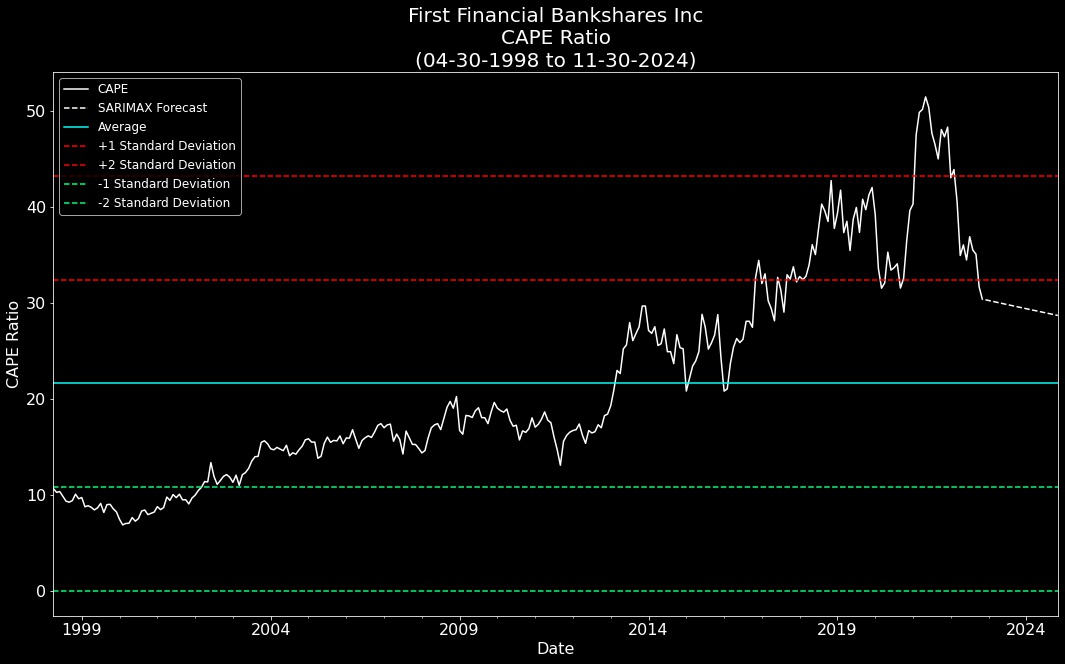 First Financial Bankshares Inc
CAPE Ratio
(04-30-1998 to 11-30-2024)
CAPE
SARIMAX Forecast
Average
+1 Standard Deviation
+2 Standard Deviation
-1 Standard Deviation
-2 Standard Deviation
CAPE Ratio
50
40
30
20
10
0
1999 2004 2009 2014 2019 2024
Date